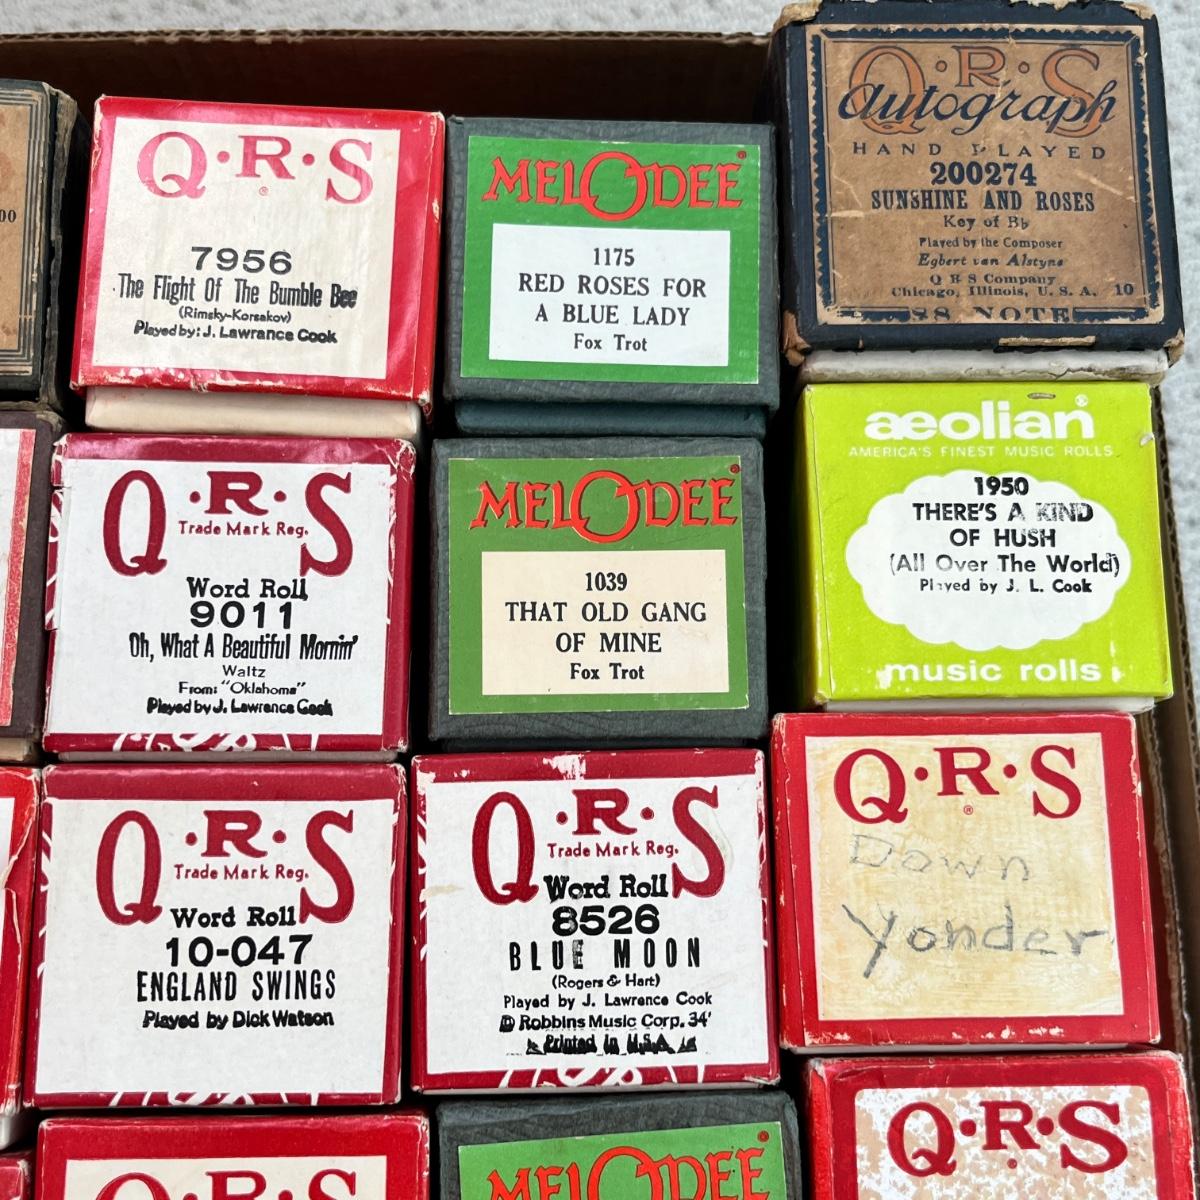 00
Q·R·S
®
7956
The Flight Of The Bumble Bee
(Rimsky-Korsakov)
Played by: J. Lawrance Cook
MELODEE®
1175
RED ROSES FOR
A BLUE LADY
Fox Trot
Q·R·S
Autograph
HAND PLAYED
200274
SUNSHINE AND ROSES
Key of B♭
Played by the Composer
Egbert van Alstyne
Q R S Company
Chicago, Illinois, U. S. A. 10
88 NOTE
Q·R·S
Trade Mark Reg.
Word Roll
9011
Oh, What A Beautiful Mornin'
Waltz
From: "Oklahoma"
Played by J. Lawrence Cook
MELODEE®
1039
THAT OLD GANG
OF MINE
Fox Trot
aeolian®
AMERICA'S FINEST MUSIC ROLLS
1950
THERE'S A KIND
OF HUSH
(All Over The World)
Played by J. L. Cook
music rolls
Q·R·S
Trade Mark Reg.
Word Roll
10-047
ENGLAND SWINGS
Played by Dick Watson
Q·R·S
Trade Mark Reg.
Word Roll
8526
BLUE MOON
(Rogers & Hart)
Played by J. Lawrence Cook
© Robbins Music Corp. 34'
Printed in U.S.A.
Q·R·S
®
Down
Yonder
Q·R·S
MELODEE®
Q·R·S